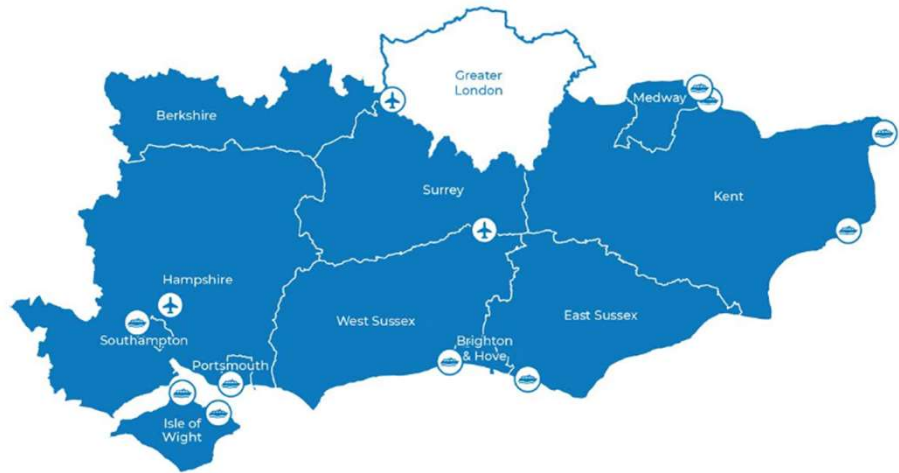 Greater
London
Medway
Berkshire
Surrey
Kent
Hampshire
West Sussex
East Sussex
Southampton
Brighton
& Hove
Portsmouth
Isle of
Wight